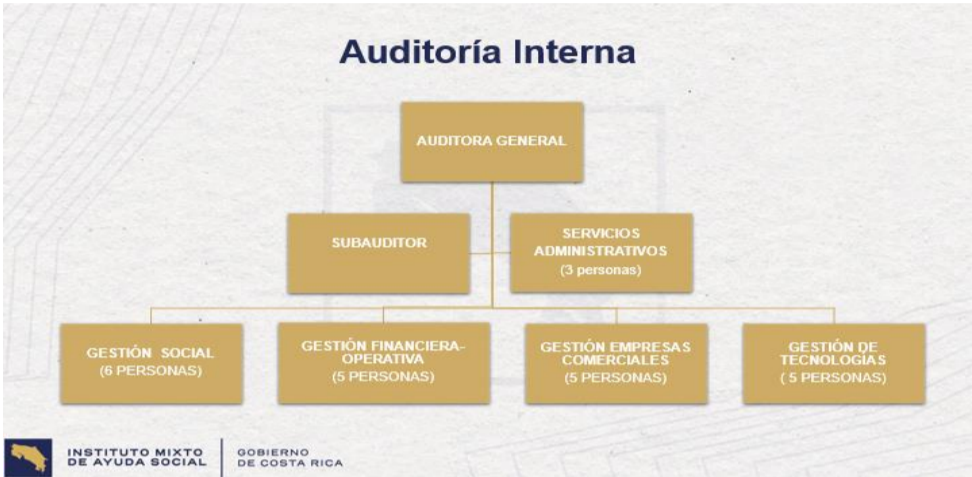 Auditoría Interna
AUDITORA GENERAL
SUBAUDITOR
SERVICIOS
ADMINISTRATIVOS
(3 personas)
GESTIÓN SOCIAL
(6 PERSONAS)
GESTIÓN FINANCIERA-
OPERATIVA
(5 PERSONAS)
GESTIÓN EMPRESAS
COMERCIALES
(5 PERSONAS)
GESTIÓN DE
TECNOLOGÍAS
( 5 PERSONAS)
INSTITUTO MIXTO
DE AYUDA SOCIAL
GOBIERNO
DE COSTA RICA